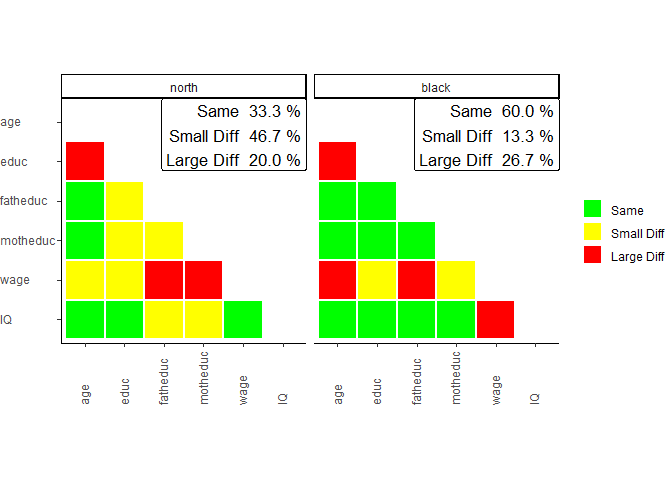 north
black
Same 33.3 %
Small Diff 46.7 %
Large Diff 20.0 %
Same 60.0 %
Small Diff 13.3 %
Large Diff 26.7 %
age
educ
fatheduc
motheduc
wage
IQ
age
educ
fatheduc
motheduc
wage
IQ
age
educ
fatheduc
motheduc
wage
IQ
Same
Small Diff
Large Diff